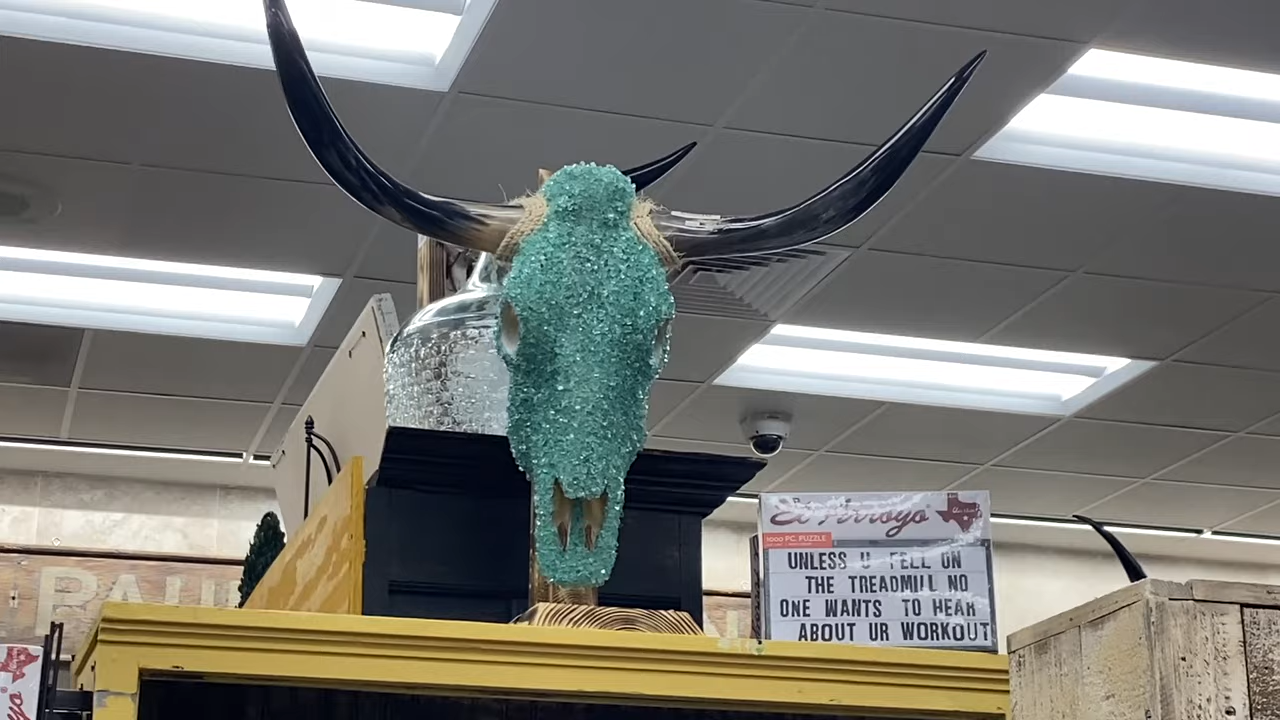 El Arroyo
1000 PC. PUZZLE
UNLESS U FELL ON
THE TREADMILL NO
ONE WANTS TO HEAR
ABOUT UR WORKOUT